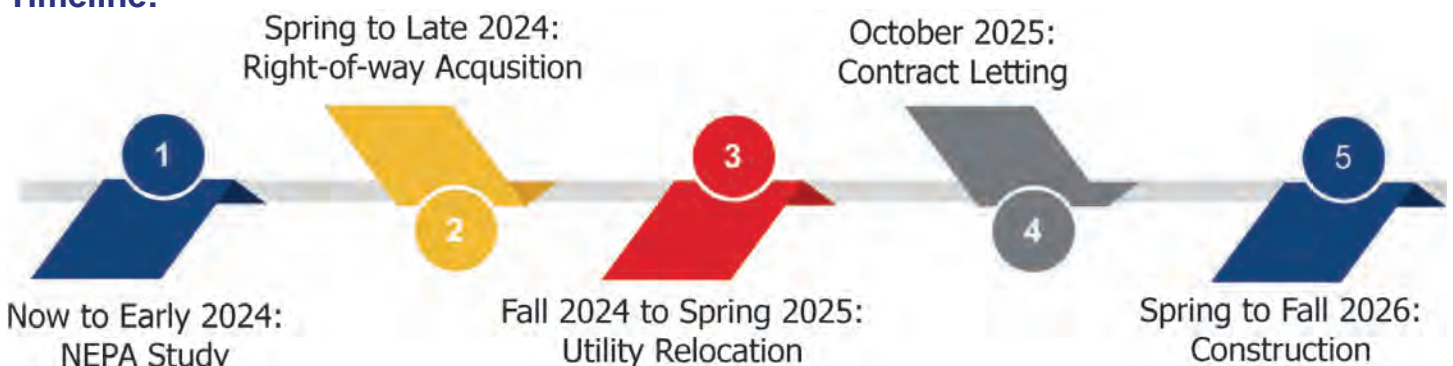 Timeline:
1
Now to Early 2024:
NEPA Study
Spring to Late 2024:
Right-of-way Acqusition
2
3
Fall 2024 to Spring 2025:
Utility Relocation
October 2025:
Contract Letting
4
5
Spring to Fall 2026:
Construction